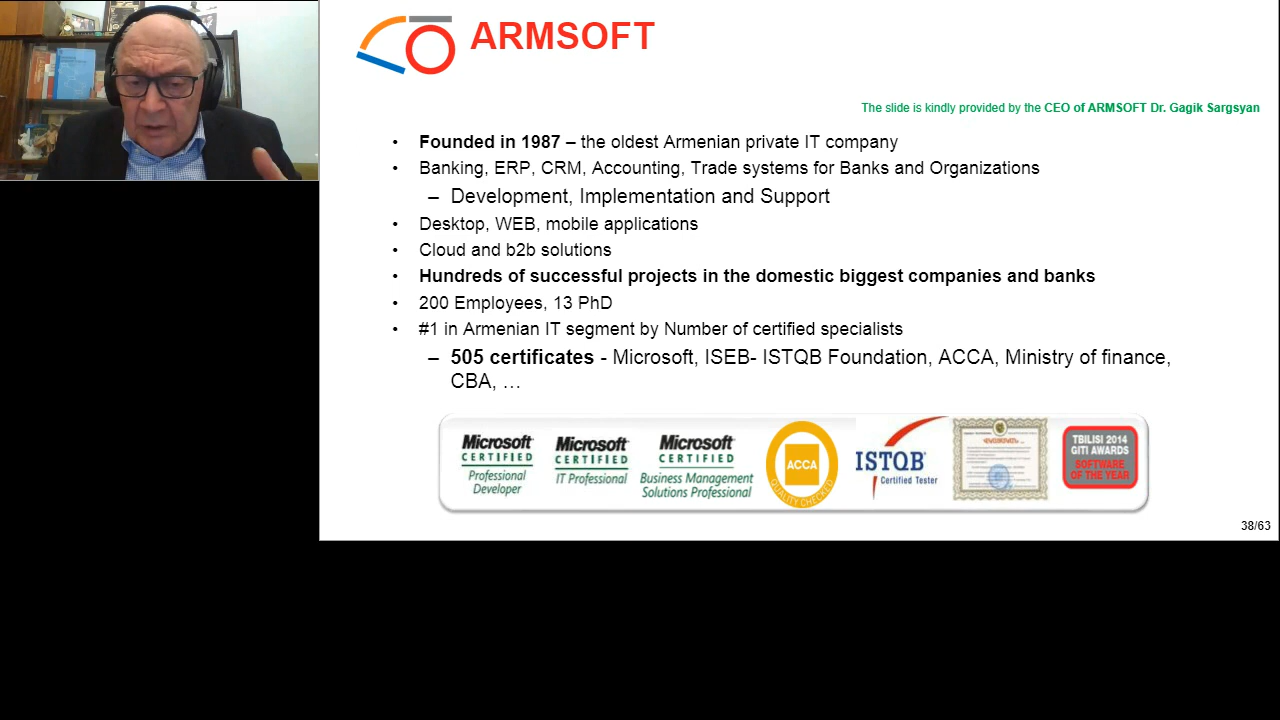 ARMSOFT
The slide is kindly provided by the CEO of ARMSOFT Dr. Gagik Sargsyan
• Founded in 1987 – the oldest Armenian private IT company
• Banking, ERP, CRM, Accounting, Trade systems for Banks and Organizations
– Development, Implementation and Support
• Desktop, WEB, mobile applications
• Cloud and b2b solutions
• Hundreds of successful projects in the domestic biggest companies and banks
• 200 Employees, 13 PhD
• #1 in Armenian IT segment by Number of certified specialists
– 505 certificates - Microsoft, ISEB- ISTQB Foundation, ACCA, Ministry of finance,
CBA, …
Microsoft
CERTIFIED
Professional
Developer
Microsoft
CERTIFIED
IT Professional
Microsoft
CERTIFIED
Business Management
Solutions Professional
ACCA
QUALITY CHECKED
ISTQB®
Certified Tester
TBILISI 2014
GITI AWARDS
SOFTWARE
OF THE YEAR
38/63